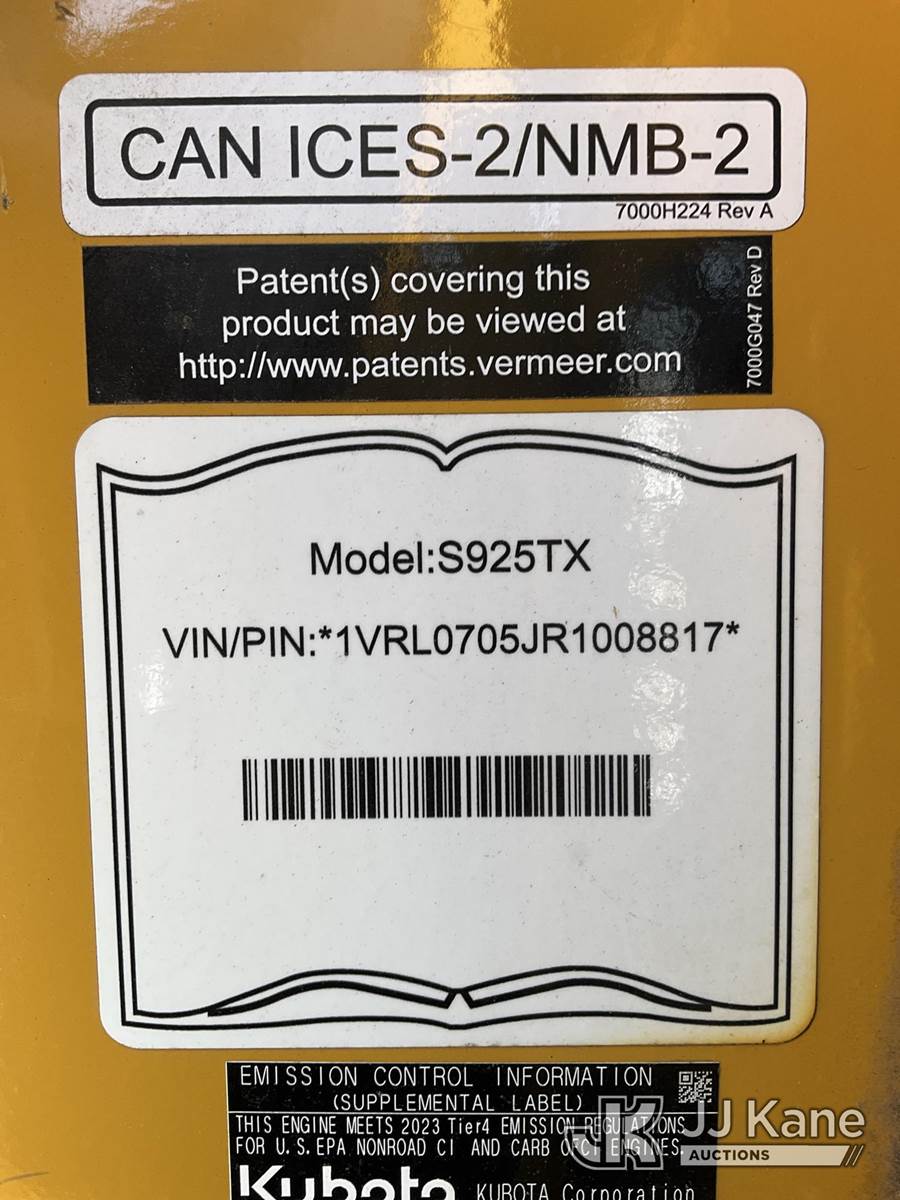 CAN ICES-2/NMB-2
7000H224 Rev A
Patent(s) covering this
product may be viewed at
http://www.patents.vermeer.com
7000G047 Rev D
Model:S925TX
VIN/PIN:*1VRL0705JR1008817*
EMISSION CONTROL INFORMATION
(SUPPLEMENTAL LABEL)
THIS ENGINE MEETS 2023 Tier4 EMISSION REGULATIONS
FOR U.S.EPA NONROAD CI AND CARB OFCI ENGINES.
Kubota KUBOTA Corporation
JJ Kane
AUCTIONS